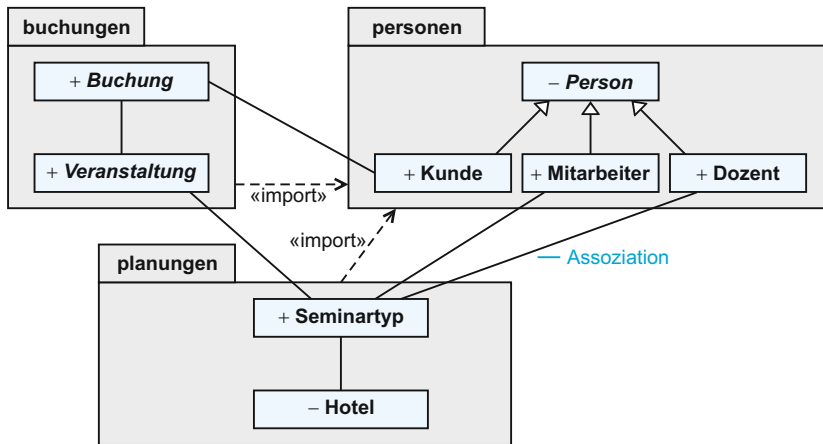 buchungen
personen
+ Buchung
− Person
+ Veranstaltung
+ Kunde
+ Mitarbeiter
+ Dozent
«import»
«import»
planungen
Assoziation
+ Seminartyp
− Hotel